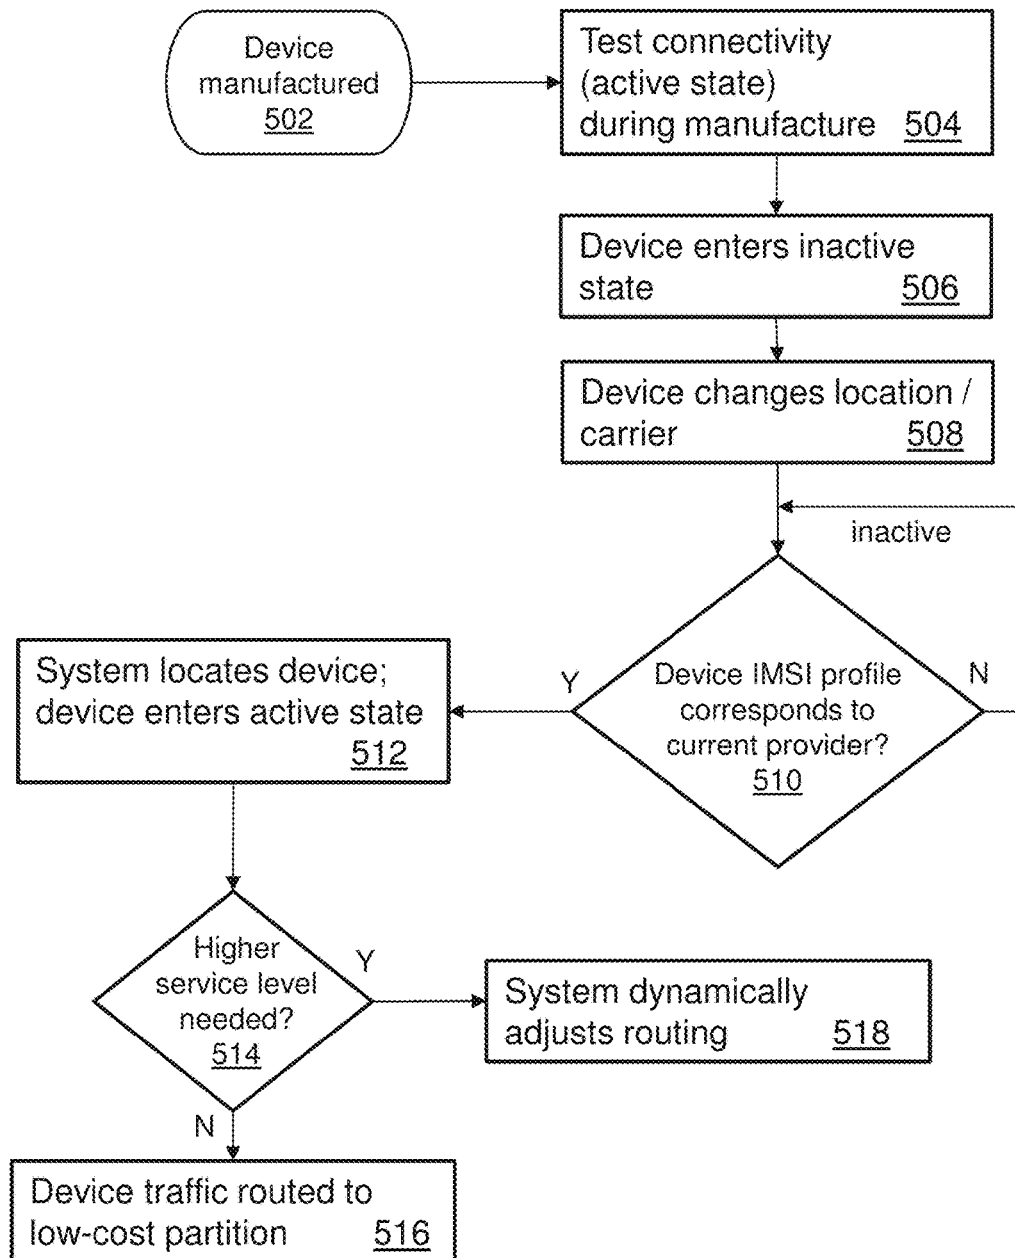 Device
manufactured
502
Test connectivity
(active state)
during manufacture 504
Device enters inactive
state 506
Device changes location /
carrier 508
inactive
Device IMSI profile
corresponds to
current provider?
510
Y
N
System locates device;
device enters active state
512
Higher
service level
needed?
514
Y
N
System dynamically
adjusts routing 518
Device traffic routed to
low-cost partition 516